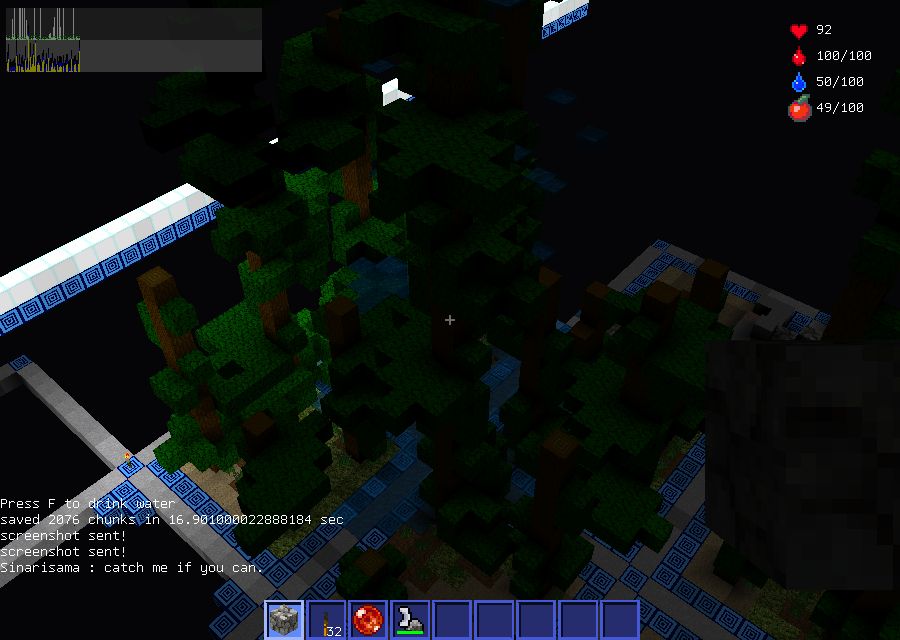 92
100/100
50/100
49/100
Press F to drink water
saved 2076 chunks in 16.901000022888184 sec
screenshot sent!
screenshot sent!
Sinarisama : catch me if you can.
32